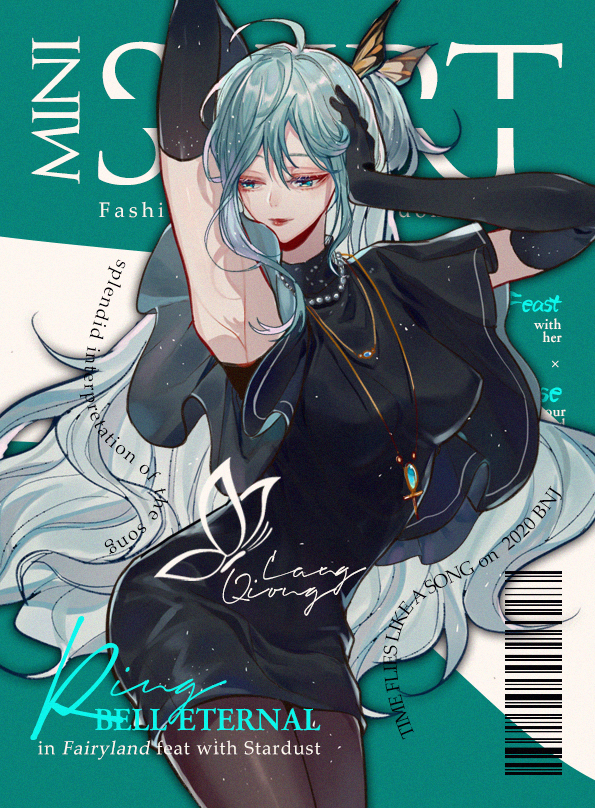 MINI
Fashi
splendid interpretation of the song
Feast
with
her
×
se
our
Cang
Qiong
TIME FLIES LIKE A SONG on 2020 BNJ
Ring
BELL ETERNAL
in Fairyland feat with Stardust